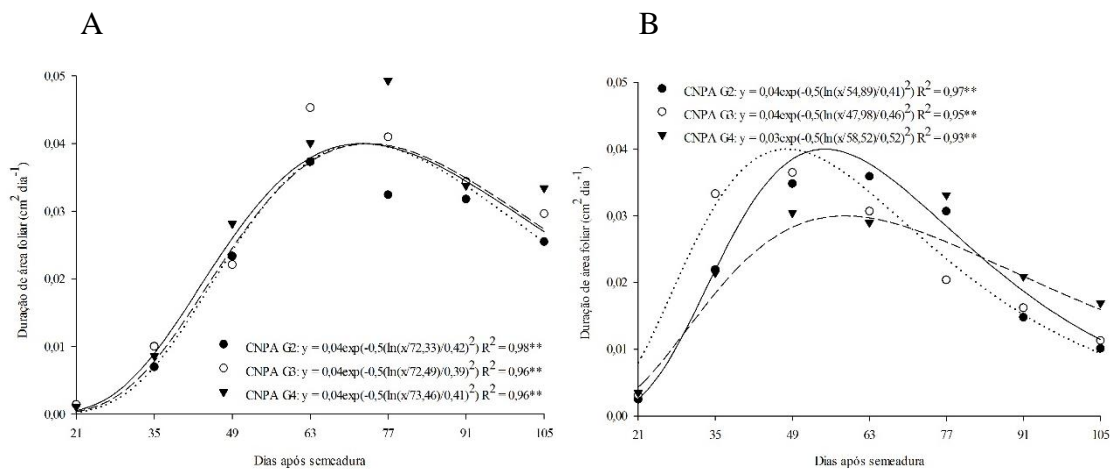 A
Duração de área foliar (cm² dia⁻¹)
0,05
0,04
0,03
0,02
0,01
0,00
CNPA G2: y = 0,04exp(-0,5(ln(x/72,33)/0,42)²) R² = 0,98**
CNPA G3: y = 0,04exp(-0,5(ln(x/72,49)/0,39)²) R² = 0,96**
CNPA G4: y = 0,04exp(-0,5(ln(x/73,46)/0,41)²) R² = 0,96**
21 35 49 63 77 91 105
Dias após semeadura
B
Duração de área foliar (cm² dia⁻¹)
0,05
0,04
0,03
0,02
0,01
0,00
CNPA G2: y = 0,04exp(-0,5(ln(x/54,89)/0,41)²) R² = 0,97**
CNPA G3: y = 0,04exp(-0,5(ln(x/47,98)/0,46)²) R² = 0,95**
CNPA G4: y = 0,03exp(-0,5(ln(x/58,52)/0,52)²) R² = 0,93**
21 35 49 63 77 91 105
Dias após semeadura